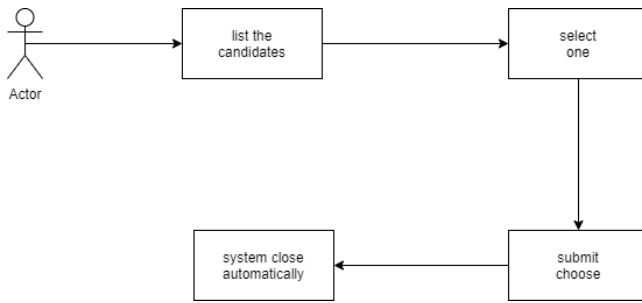 Actor
list the
candidates
select
one
submit
choose
system close
automatically